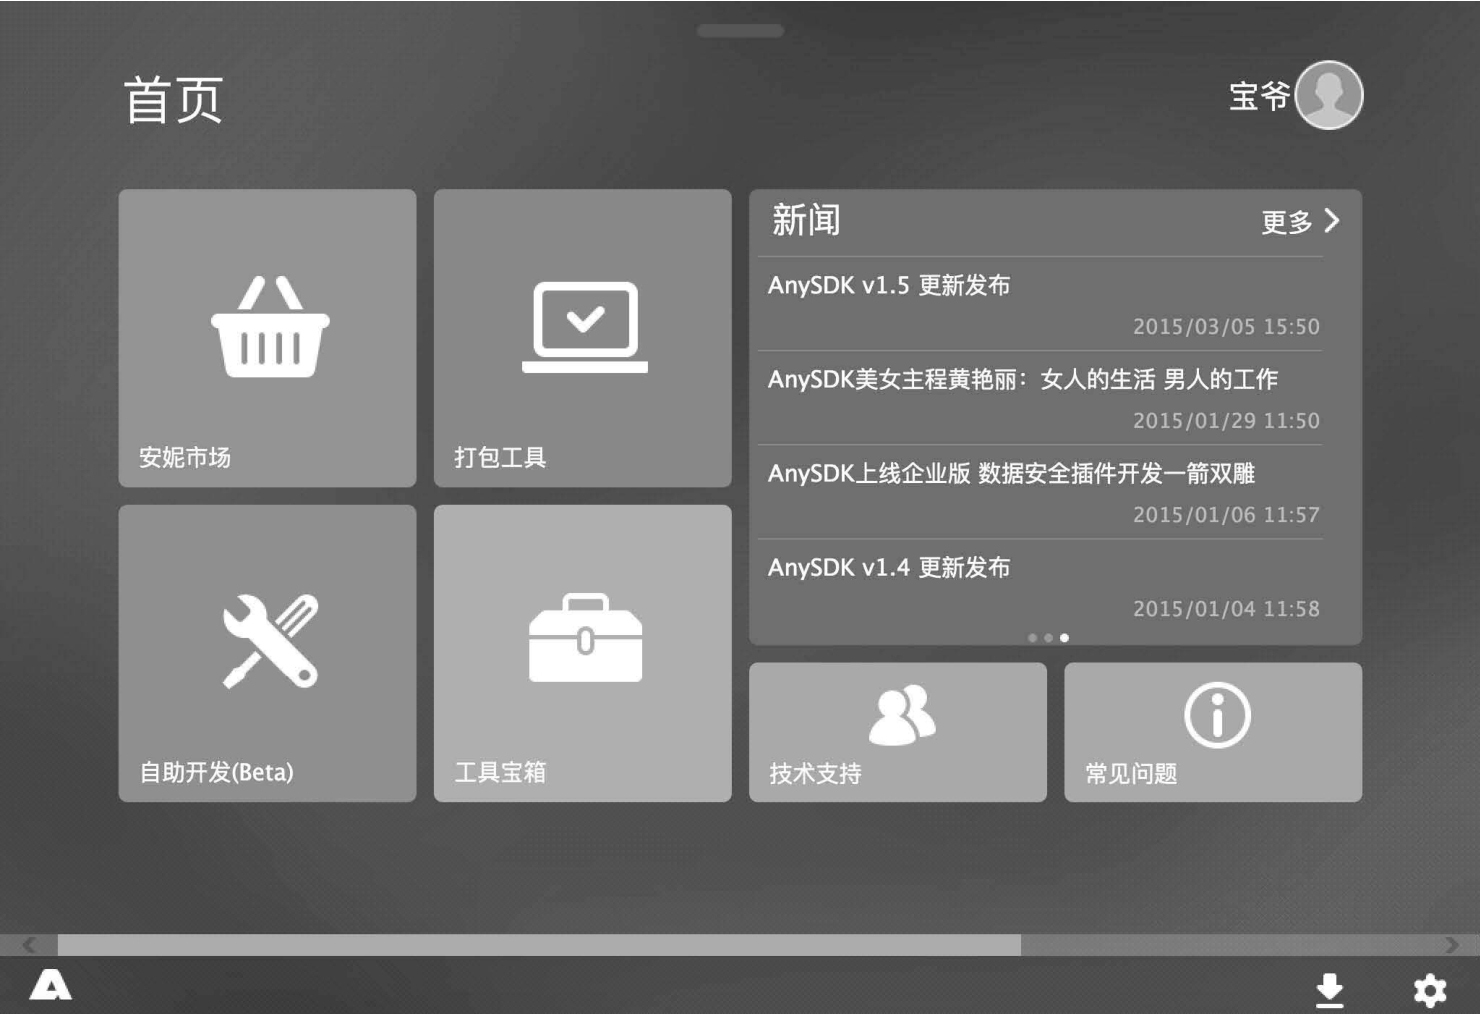 首页
宝爷
新闻
更多
AnySDK v1.5 更新发布
2015/03/05 15:50
AnySDK美女主程黄艳丽：女人的生活 男人的工作
2015/01/29 11:50
AnySDK上线企业版 数据安全插件开发一箭双雕
2015/01/06 11:57
AnySDK v1.4 更新发布
2015/01/04 11:58
安妮市场
打包工具
自助开发(Beta)
工具宝箱
技术支持
常见问题